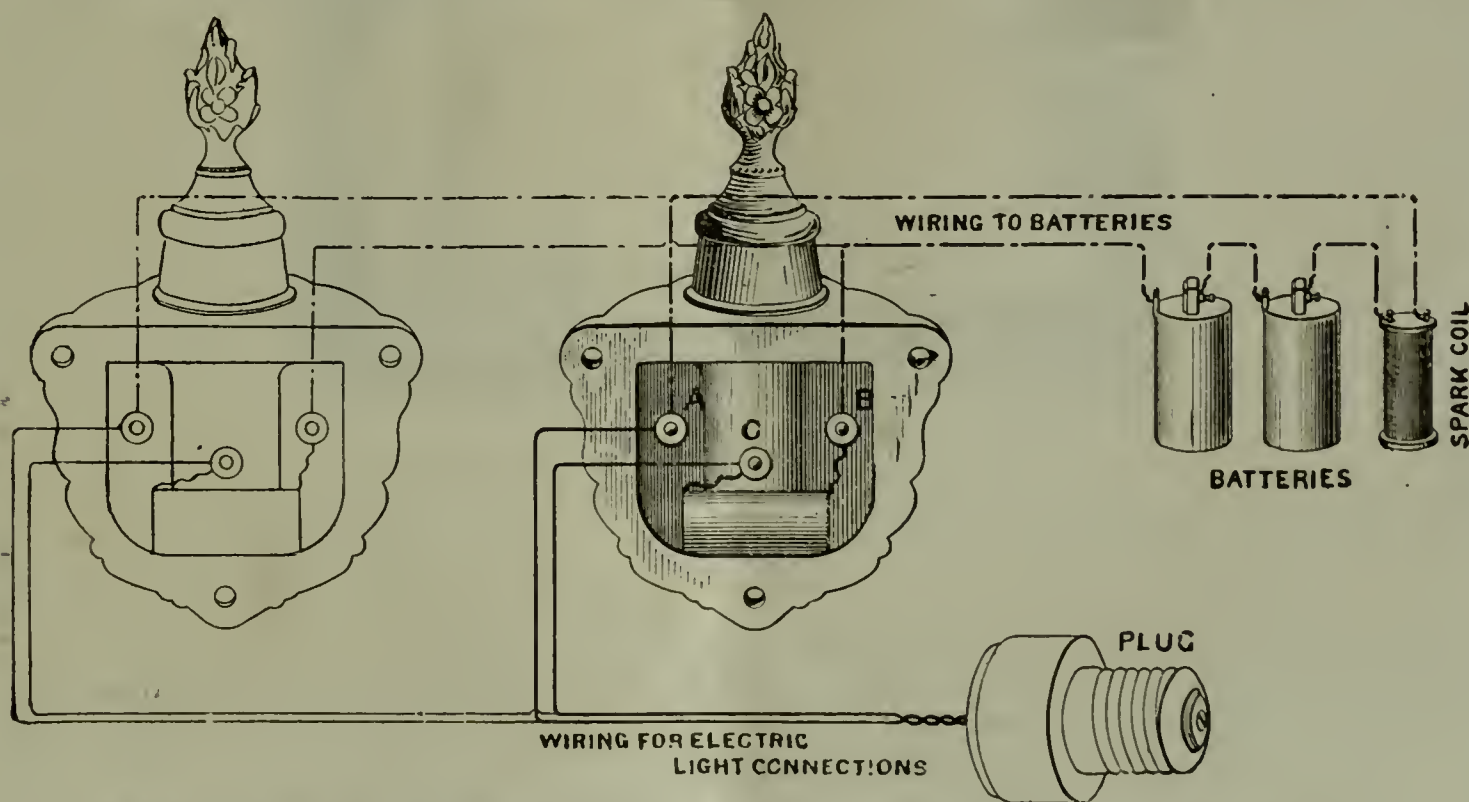 WIRING TO BATTERIES
A
B
C
SPARK COIL
BATTERIES
PLUG
WIRING FOR ELECTRIC
LIGHT CONNECTIONS